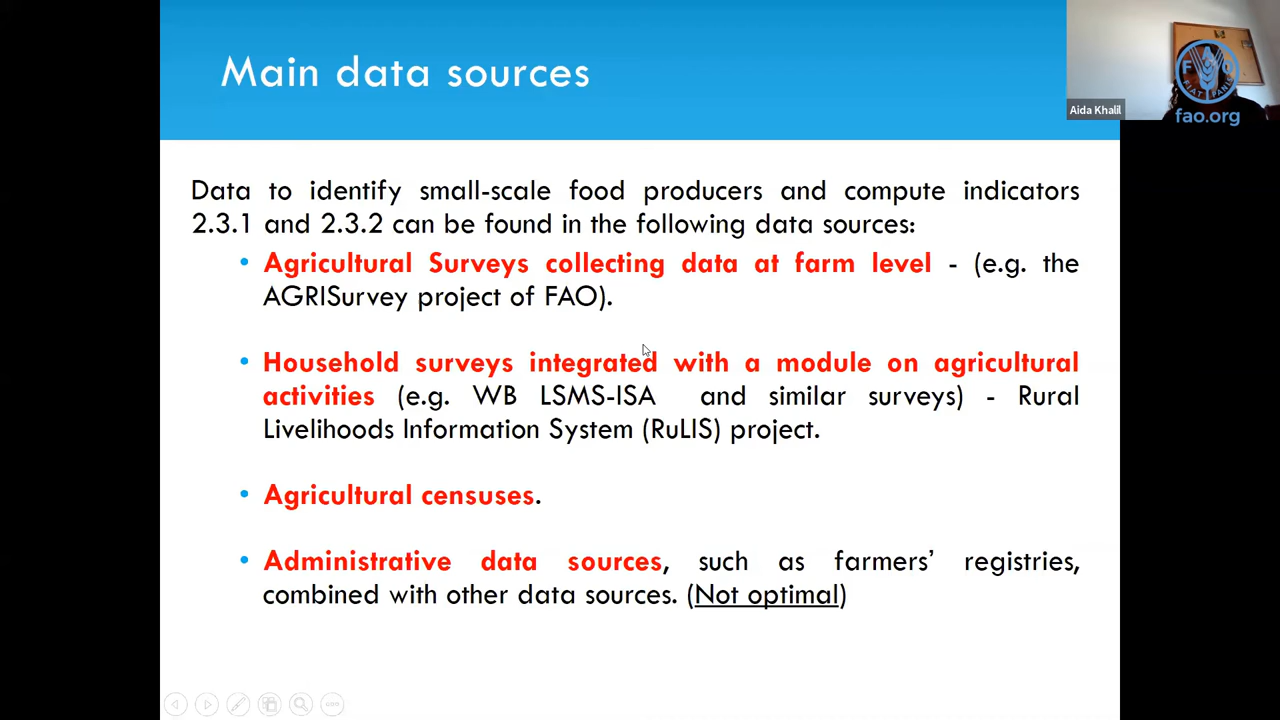 Main data sources
Aida Khalil
FAO
FIAT PANIS
fao.org
Data to identify small-scale food producers and compute indicators
2.3.1 and 2.3.2 can be found in the following data sources:
• Agricultural Surveys collecting data at farm level - (e.g. the
AGRISurvey project of FAO).
• Household surveys integrated with a module on agricultural
activities (e.g. WB LSMS-ISA and similar surveys) - Rural
Livelihoods Information System (RuLIS) project.
• Agricultural censuses.
• Administrative data sources, such as farmers’ registries,
combined with other data sources. (Not optimal)